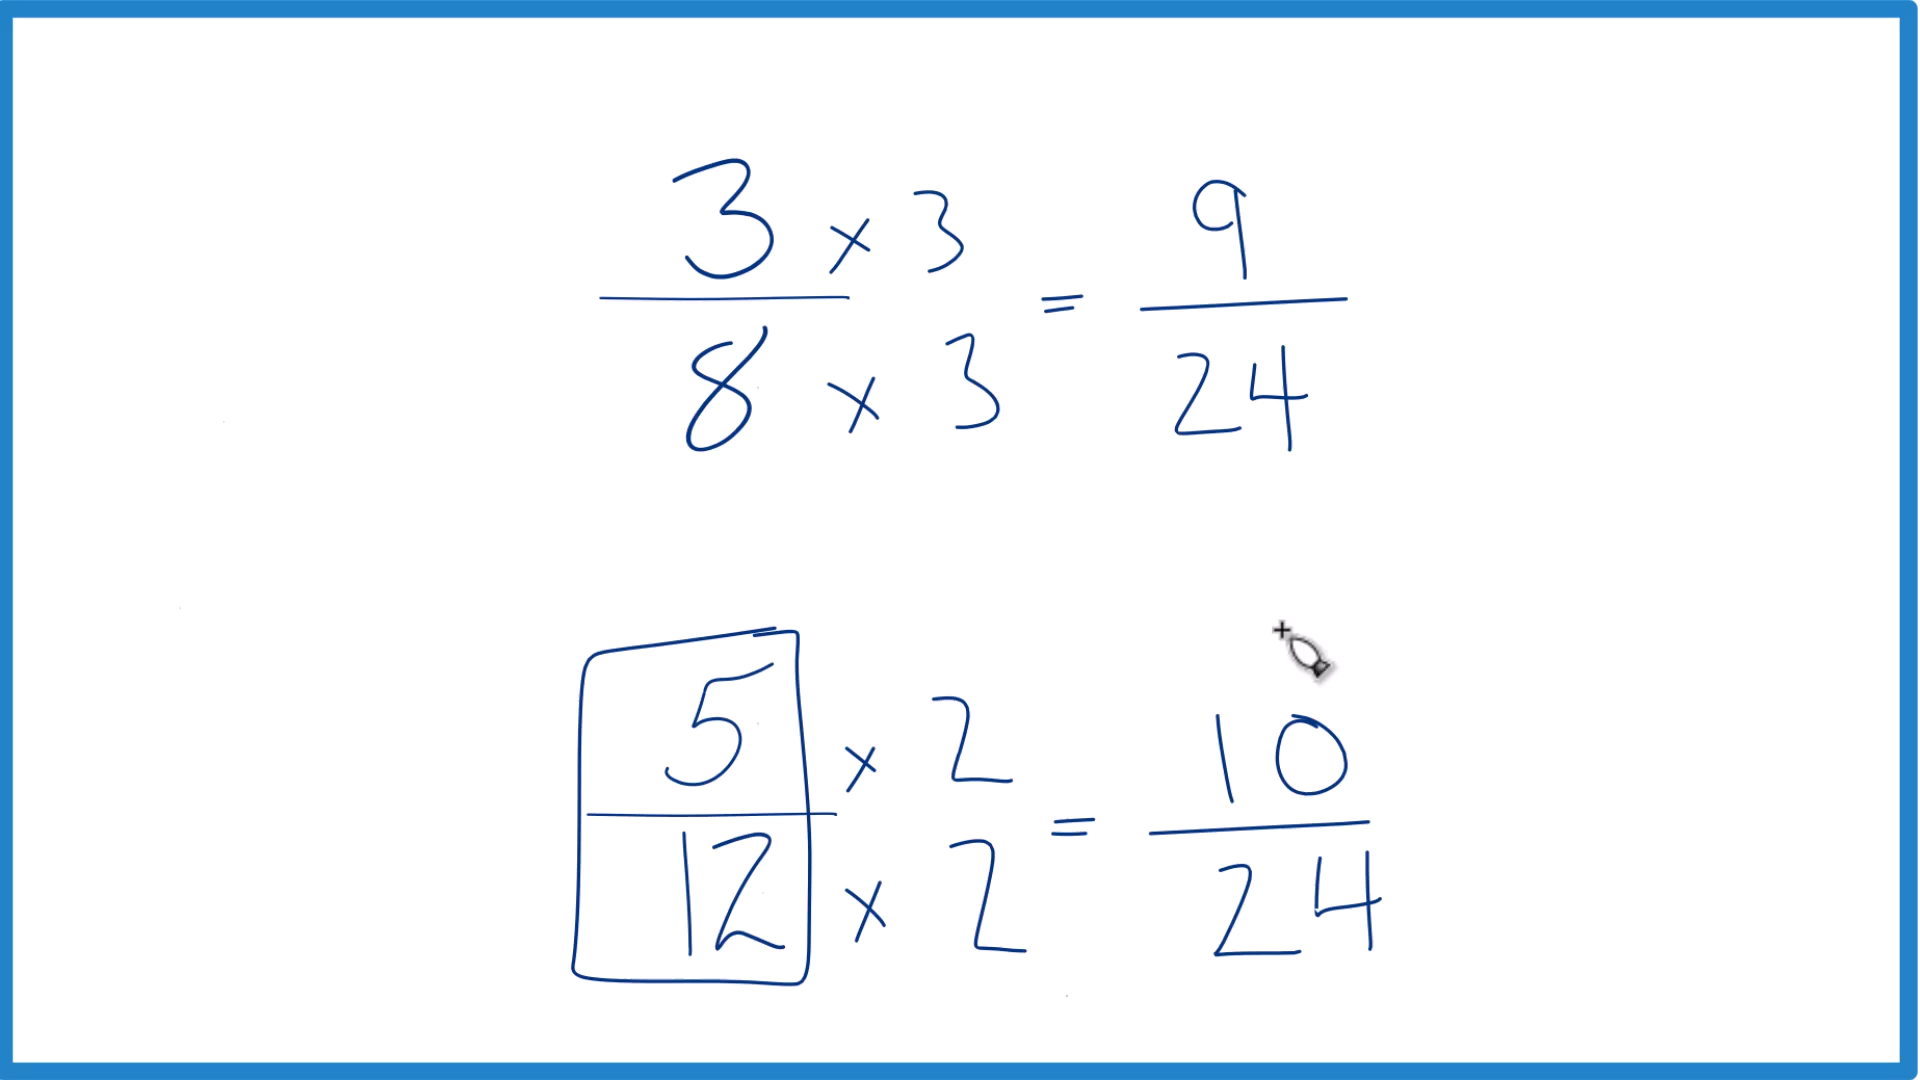 3 × 3 = 9
8 × 3 24
5 × 2 = 10
12 × 2 24